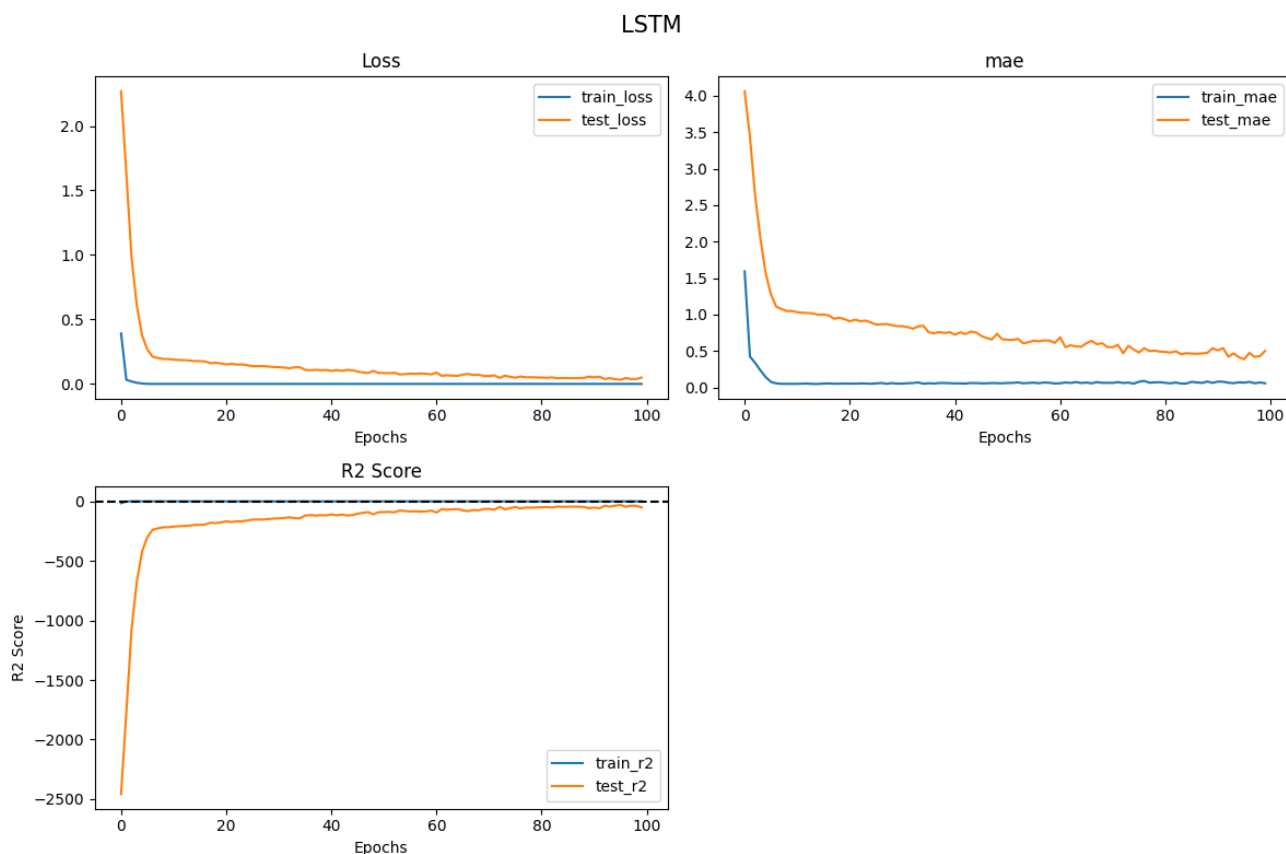 LSTM
Loss
train_loss
test_loss
2.0
1.5
1.0
0.5
0.0
0
20
40
60
80
100
Epochs
mae
train_mae
test_mae
4.0
3.5
3.0
2.5
2.0
1.5
1.0
0.5
0.0
0
20
40
60
80
100
Epochs
R2 Score
R2 Score
0
−500
−1000
−1500
−2000
−2500
train_r2
test_r2
0
20
40
60
80
100
Epochs